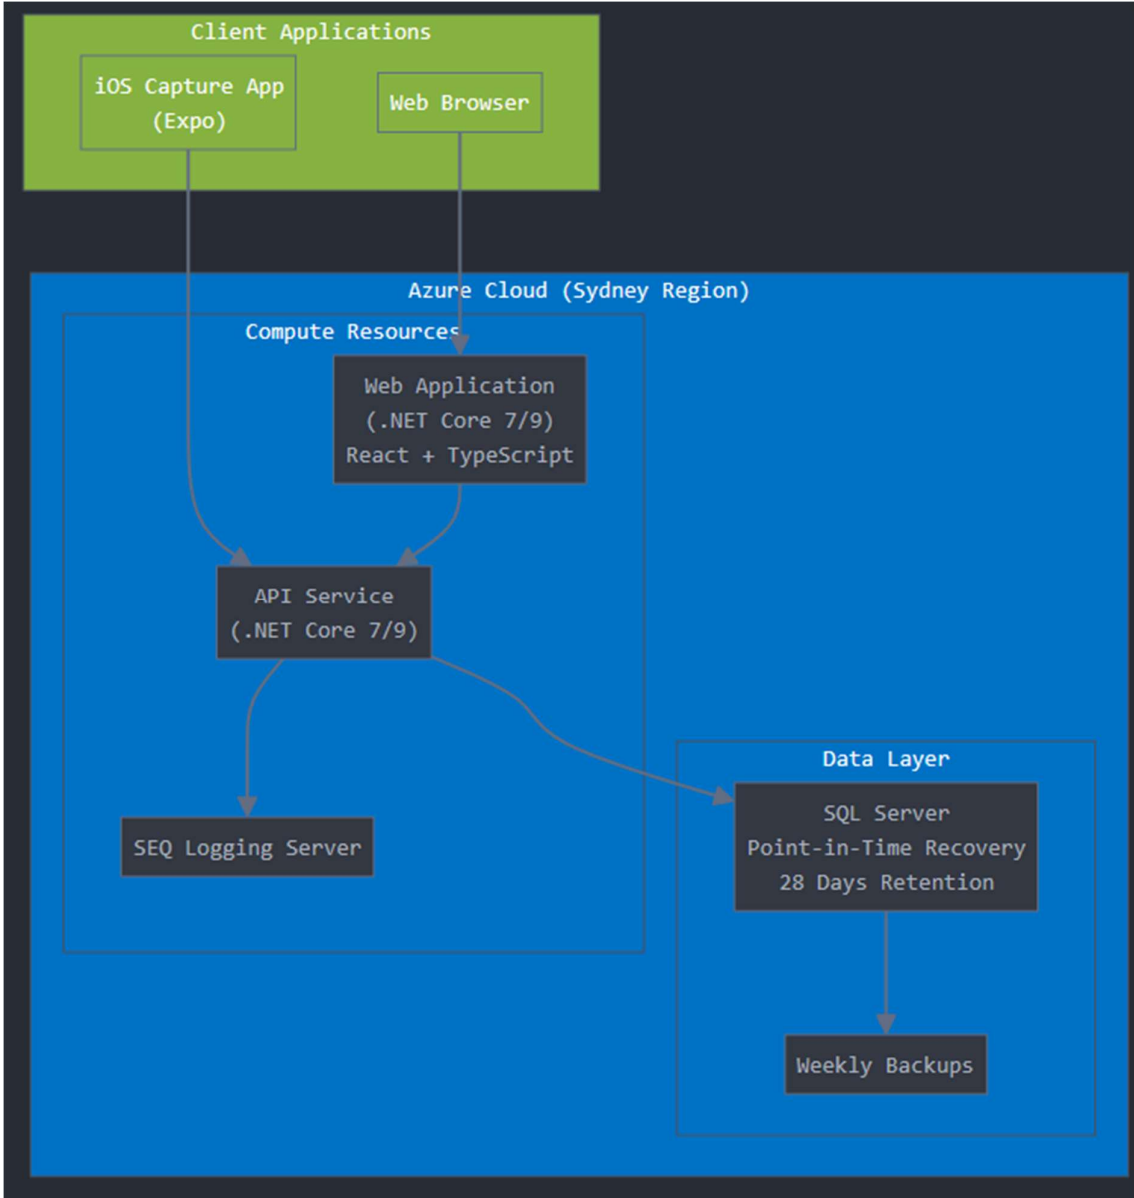 Client Applications
iOS Capture App
(Expo)
Web Browser
Azure Cloud (Sydney Region)
Compute Resources
Web Application
(.NET Core 7/9)
React + TypeScript
API Service
(.NET Core 7/9)
SEQ Logging Server
Data Layer
SQL Server
Point-in-Time Recovery
28 Days Retention
Weekly Backups